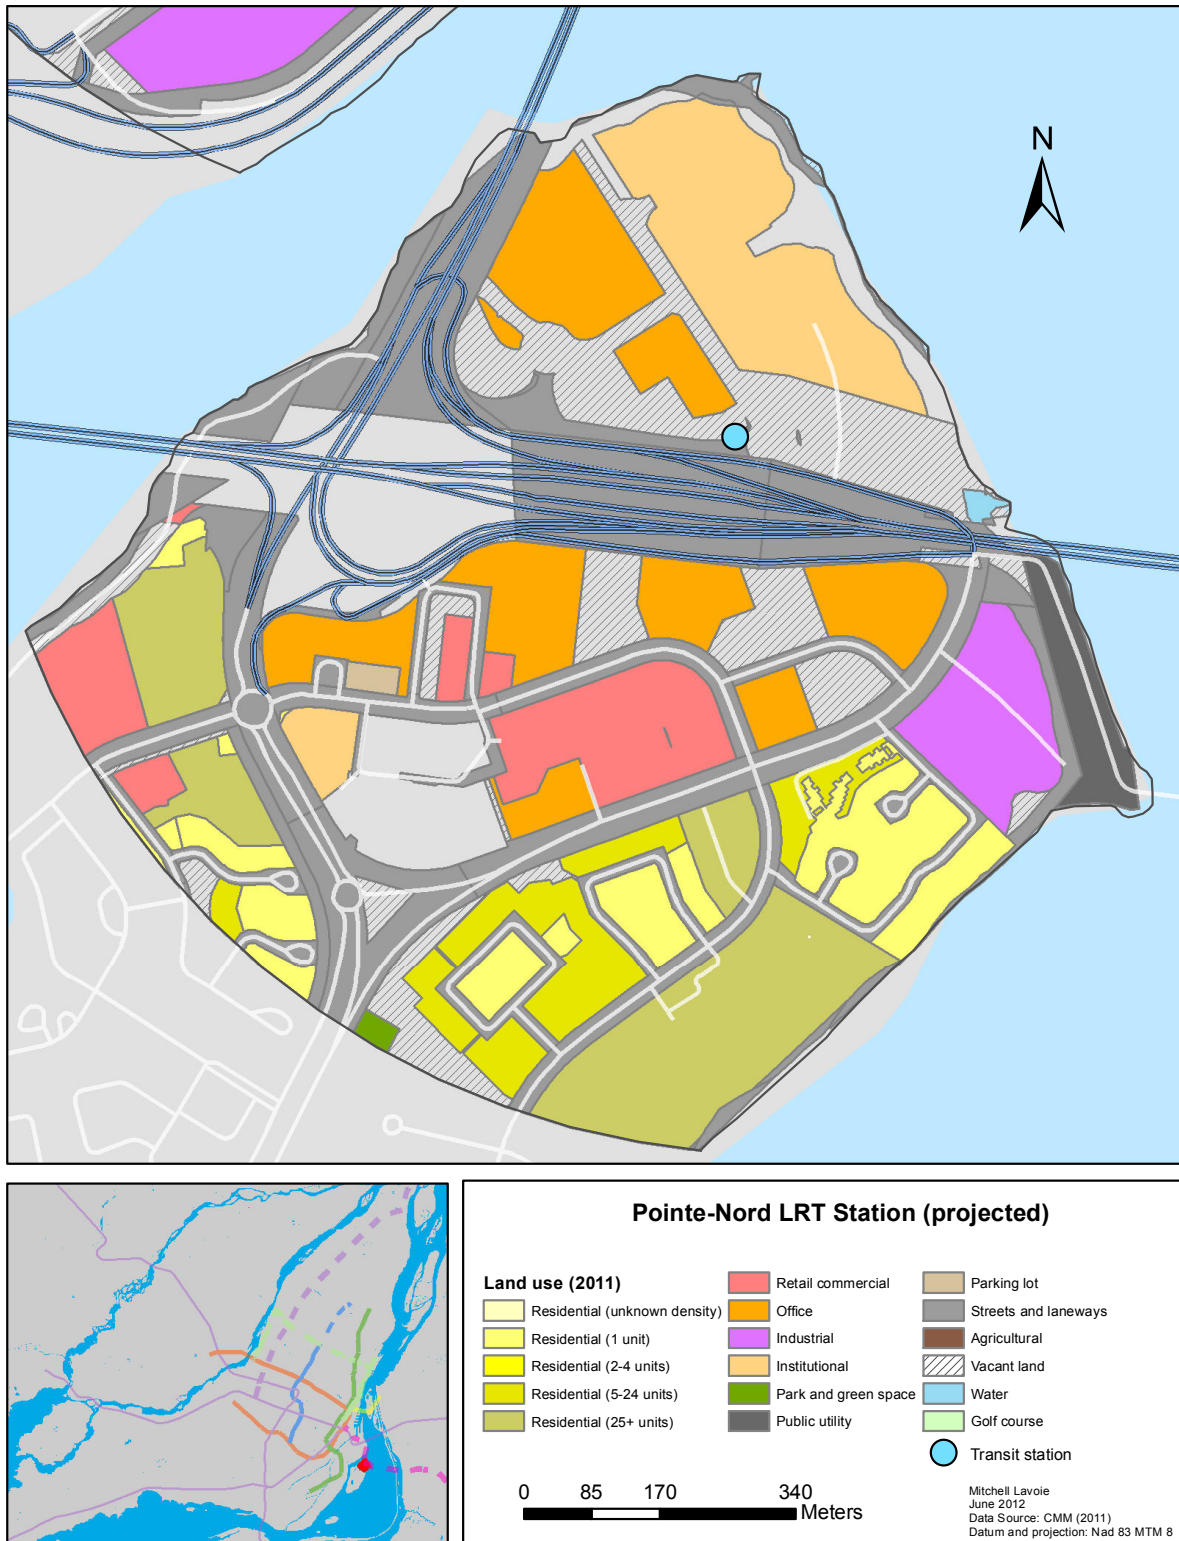 N
Pointe-Nord LRT Station (projected)
Land use (2011)
Residential (unknown density)
Residential (1 unit)
Residential (2-4 units)
Residential (5-24 units)
Residential (25+ units)
Retail commercial
Office
Industrial
Institutional
Park and green space
Public utility
Parking lot
Streets and laneways
Agricultural
Vacant land
Water
Golf course
Transit station
0 85 170 340
Meters
Mitchell Lavoie
June 2012
Data Source: CMM (2011)
Datum and projection: Nad 83 MTM 8